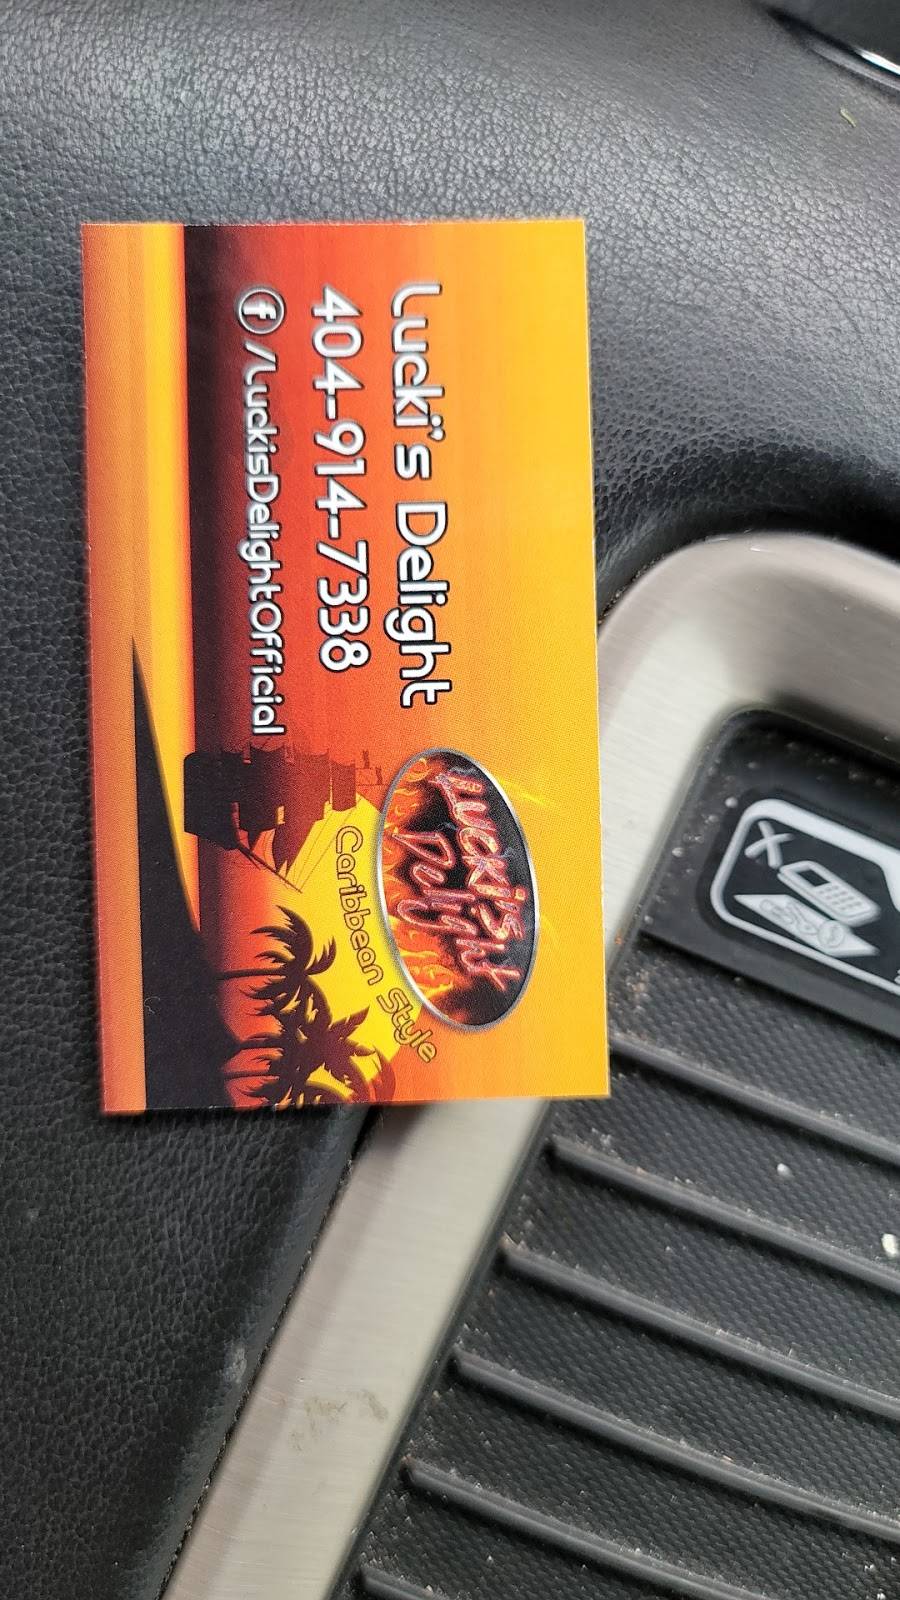 Lucki's Delight
404-914-7338
f /LuckisDelightOfficial
Lucki's
Delight
Caribbean Style